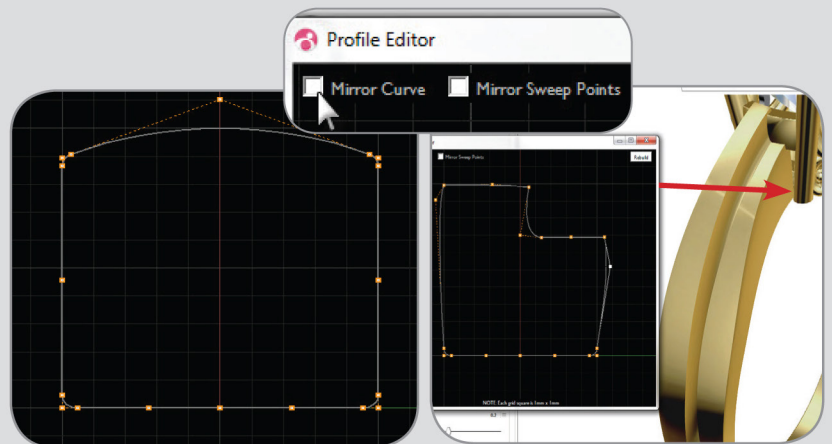 Profile Editor
Mirror Curve Mirror Sweep Points
Mirror Sweep Points Rebuild
NOTE: Each grid square is 1mm x 1mm